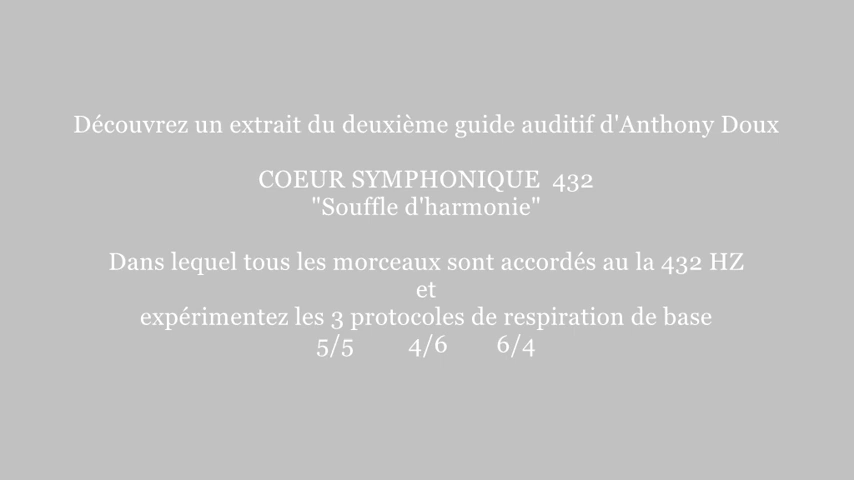 Découvrez un extrait du deuxième guide auditif d'Anthony Doux
COEUR SYMPHONIQUE 432
"Souffle d'harmonie"
Dans lequel tous les morceaux sont accordés au la 432 HZ
et
expérimentez les 3 protocoles de respiration de base
5/5 4/6 6/4